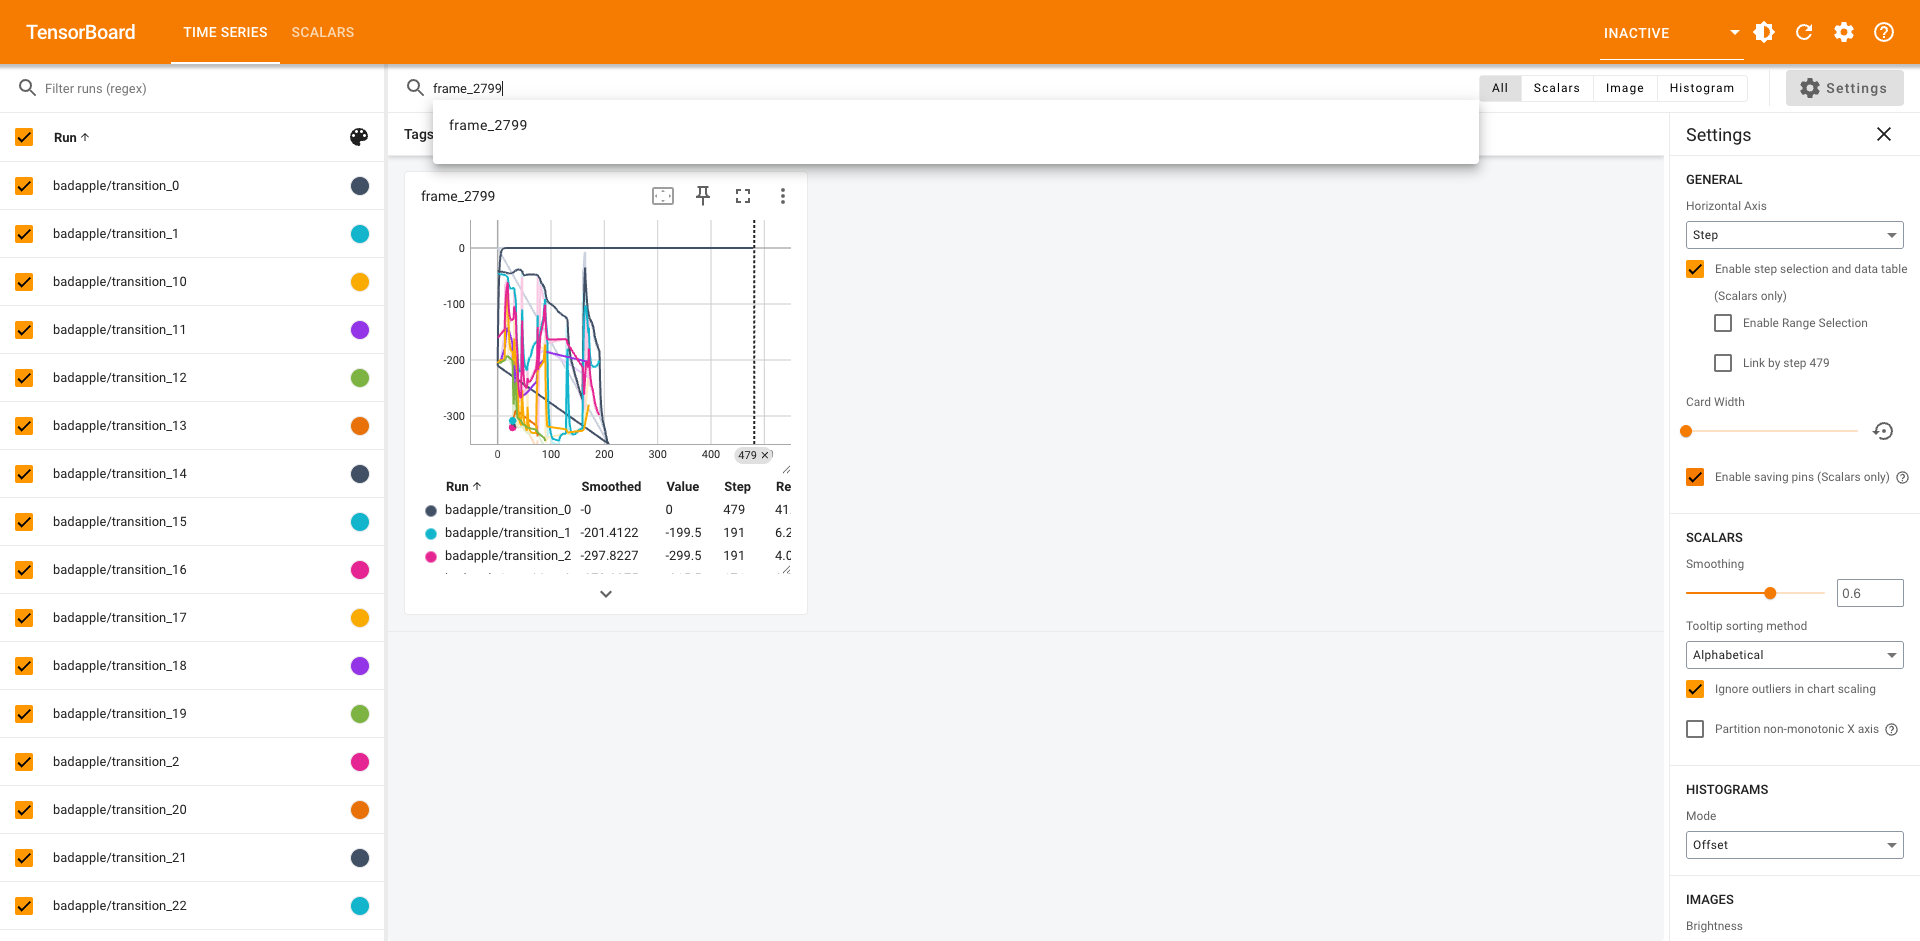 TensorBoard TIME SERIES SCALARS INACTIVE
Filter runs (regex)
frame_2799
All Scalars Image Histogram
Settings
frame_2799
Tags
Run
badapple/transition_0
badapple/transition_1
badapple/transition_10
badapple/transition_11
badapple/transition_12
badapple/transition_13
badapple/transition_14
badapple/transition_15
badapple/transition_16
badapple/transition_17
badapple/transition_18
badapple/transition_19
badapple/transition_2
badapple/transition_20
badapple/transition_21
badapple/transition_22
frame_2799
0
-100
-200
-300
0 100 200 300 400 479
Run Smoothed Value Step Re
badapple/transition_0 -0 0 479 41.
badapple/transition_1 -201.4122 -199.5 191 6.2
badapple/transition_2 -297.8227 -299.5 191 4.0
Settings
GENERAL
Horizontal Axis
Step
Enable step selection and data table
(Scalars only)
Enable Range Selection
Link by step 479
Card Width
Enable saving pins (Scalars only)
SCALARS
Smoothing
0.6
Tooltip sorting method
Alphabetical
Ignore outliers in chart scaling
Partition non-monotonic X axis
HISTOGRAMS
Mode
Offset
IMAGES
Brightness